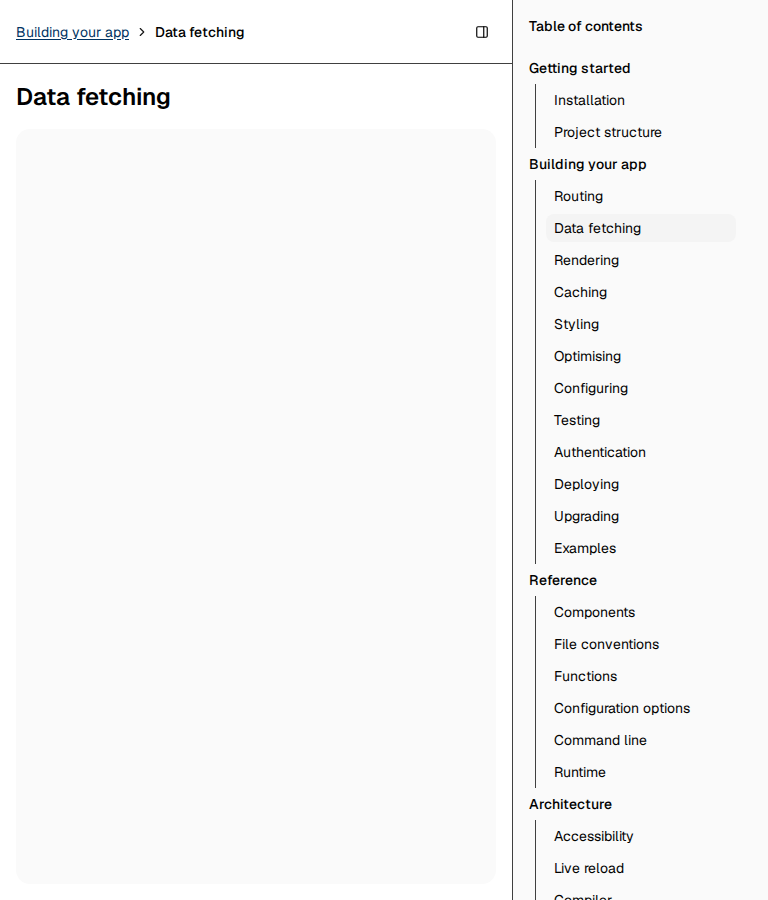 Building your app > Data fetching
Data fetching
Table of contents
Getting started
Installation
Project structure
Building your app
Routing
Data fetching
Rendering
Caching
Styling
Optimising
Configuring
Testing
Authentication
Deploying
Upgrading
Examples
Reference
Components
File conventions
Functions
Configuration options
Command line
Runtime
Architecture
Accessibility
Live reload
Compiler